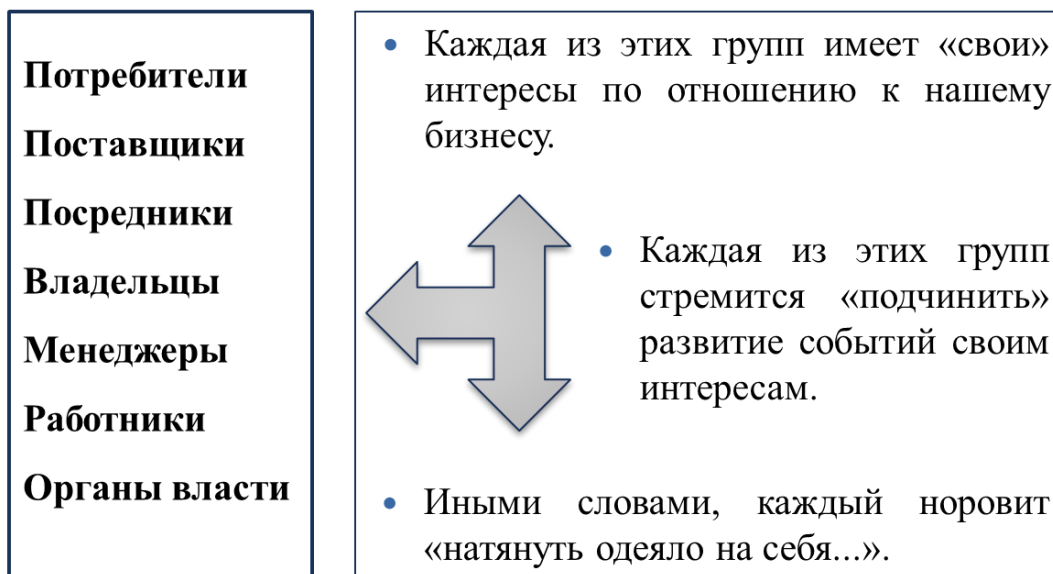 Потребители
Поставщики
Посредники
Владельцы
Менеджеры
Работники
Органы власти
• Каждая из этих групп имеет «свои»
интересы по отношению к нашему
бизнесу.
• Каждая из этих групп
стремится «подчинить»
развитие событий своим
интересам.
• Иными словами, каждый норовит
«натянуть одеяло на себя...».